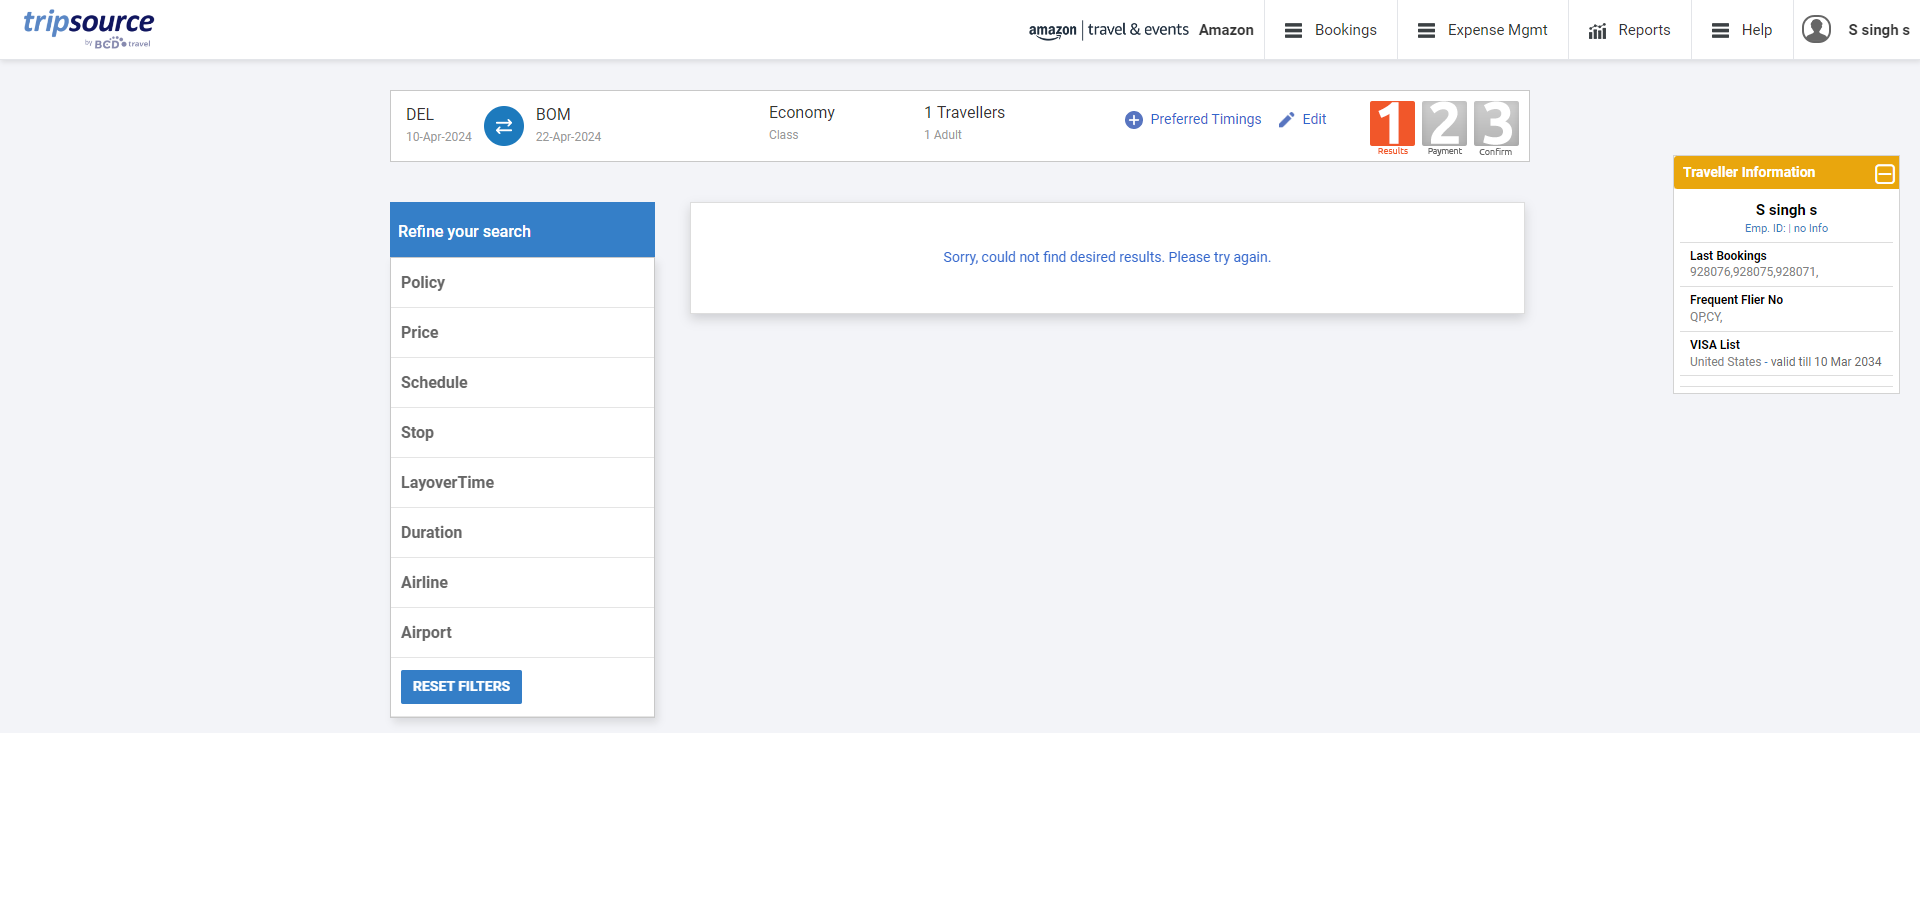 tripsource
by BCD travel
amazon | travel & events Amazon
Bookings
Expense Mgmt
Reports
Help
S singh s
DEL
10-Apr-2024
BOM
22-Apr-2024
Economy
Class
1 Travellers
1 Adult
Preferred Timings
Edit
1
Results
2
Payment
3
Confirm
Refine your search
Policy
Price
Schedule
Stop
LayoverTime
Duration
Airline
Airport
RESET FILTERS
Sorry, could not find desired results. Please try again.
Traveller Information
S singh s
Emp. ID: | no Info
Last Bookings
928076,928075,928071,
Frequent Flier No
QP,CY,
VISA List
United States - valid till 10 Mar 2034